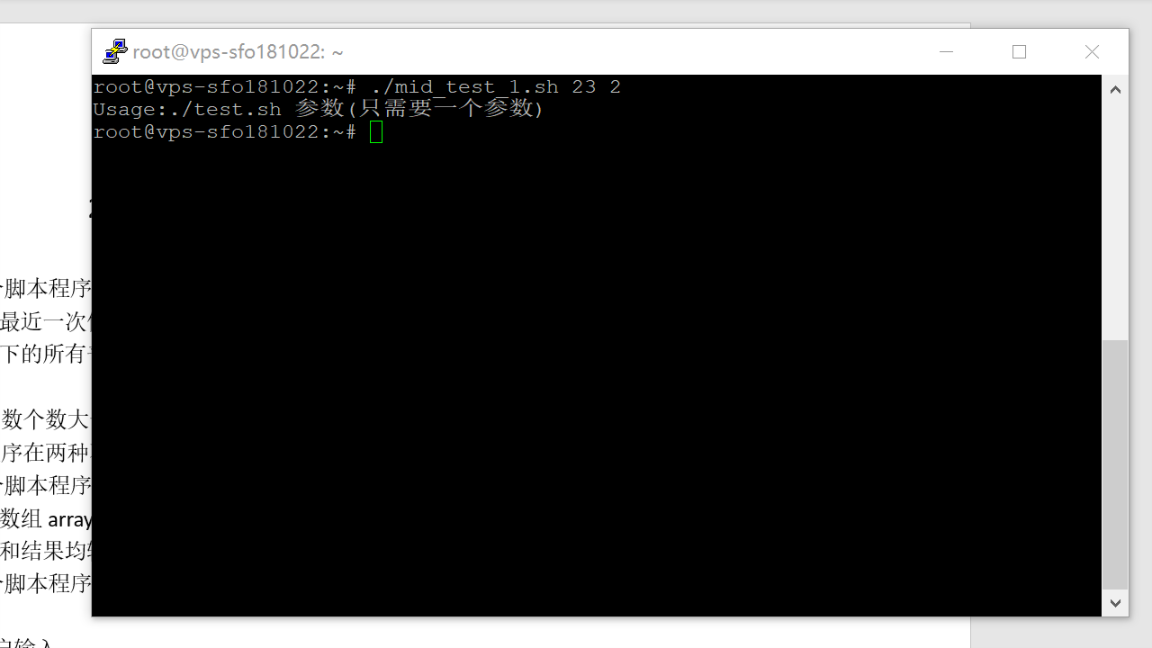 root@vps-sfo181022: ~
root@vps-sfo181022:~# ./mid_test_1.sh 23 2
Usage:./test.sh 参数(只需要一个参数)
root@vps-sfo181022:~#
脚本程序
最近一次
下的所有
数个数大
序在两种
脚本程序
数组 array
和结果均
脚本程序